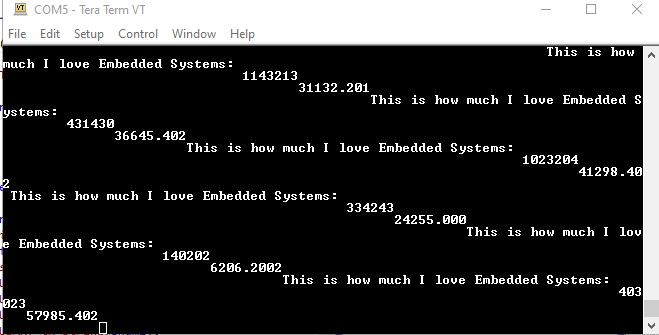 COM5 - Tera Term VT
File Edit Setup Control Window Help
This is how
much I love Embedded Systems:
1143213
31132.201
This is how much I love Embedded S
ystems:
431430
36645.402
This is how much I love Embedded Systems:
1023204
41298.40
2
This is how much I love Embedded Systems:
334243
24255.000
This is how much I lov
e Embedded Systems:
140202
6206.2002
This is how much I love Embedded Systems:
403
023
57985.402